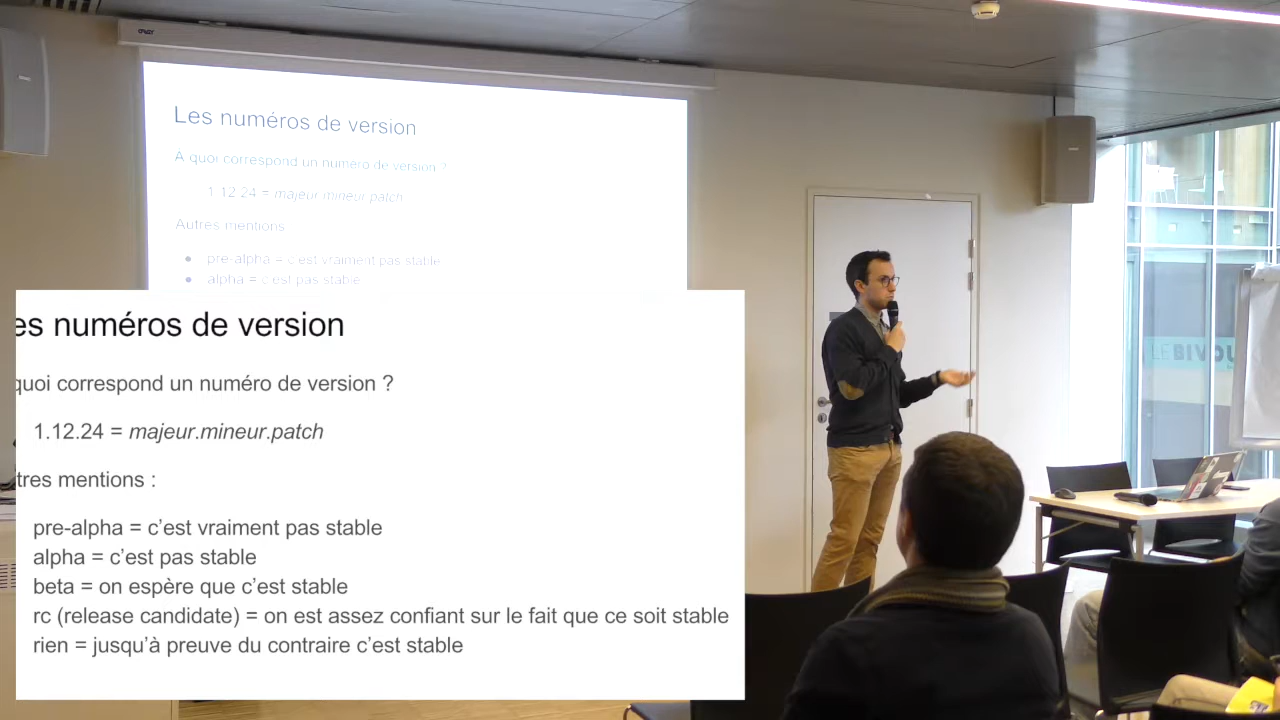 Les numéros de version
À quoi correspond un numéro de version ?
1.12.24 = majeur.mineur.patch
Autres mentions
pre-alpha = c'est vraiment pas stable
alpha = c'est pas stable
es numéros de version
quoi correspond un numéro de version ?
1.12.24 = majeur.mineur.patch
tres mentions :
pre-alpha = c’est vraiment pas stable
alpha = c’est pas stable
beta = on espère que c’est stable
rc (release candidate) = on est assez confiant sur le fait que ce soit stable
rien = jusqu’à preuve du contraire c’est stable
LE BIVOU